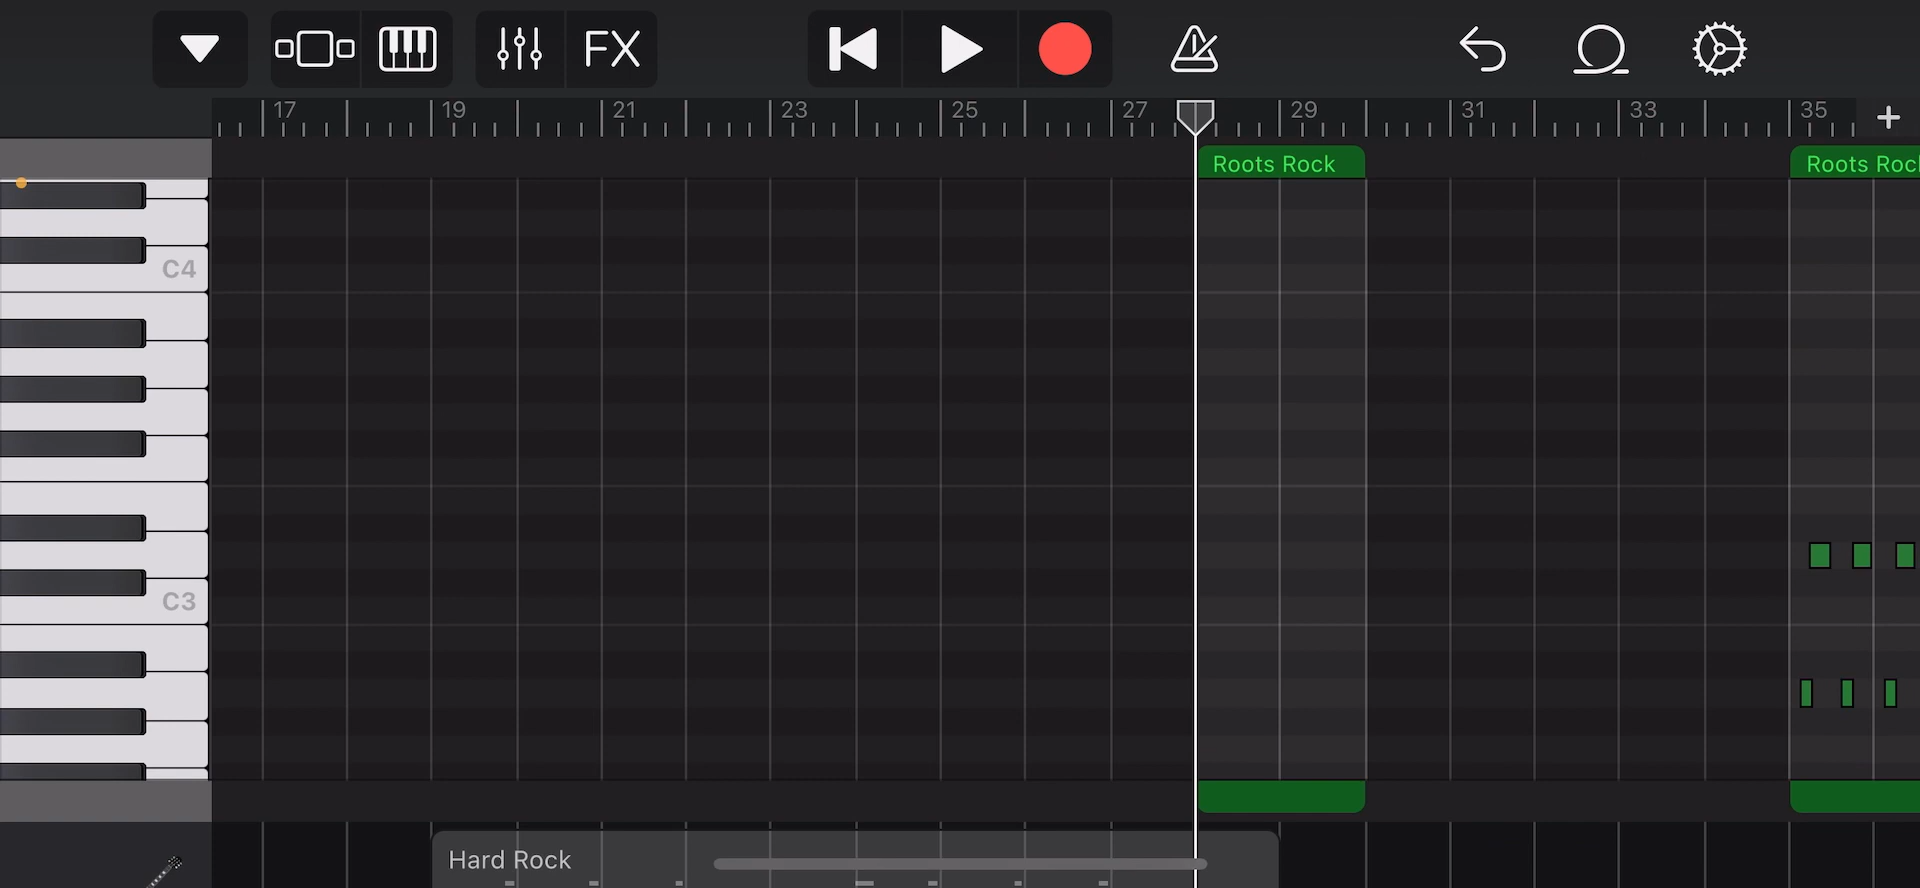 FX
17 19 21 23 25 27 29 31 33 35
Roots Rock
Roots Roc
C4
C3
Hard Rock